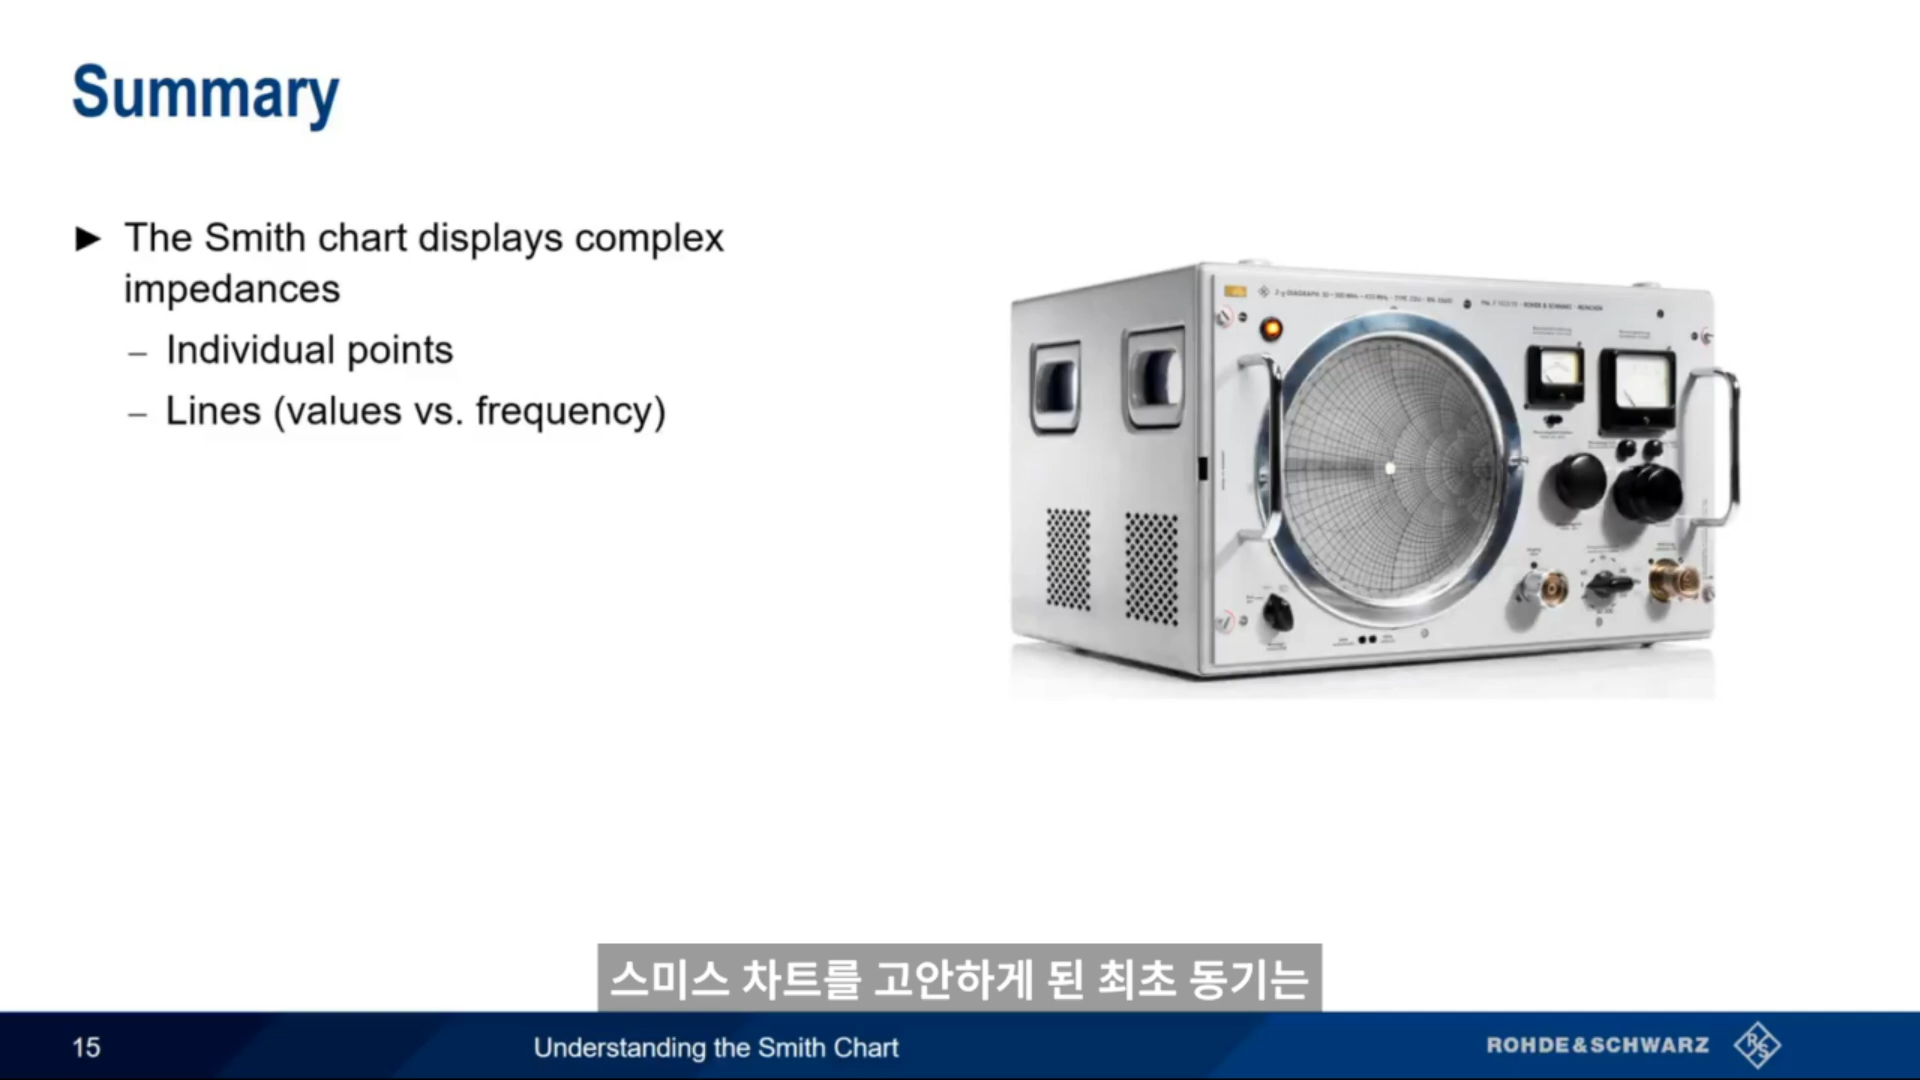 Summary
► The Smith chart displays complex
impedances
– Individual points
– Lines (values vs. frequency)
스미스 차트를 고안하게 된 최초 동기는
15
Understanding the Smith Chart
ROHDE&SCHWARZ